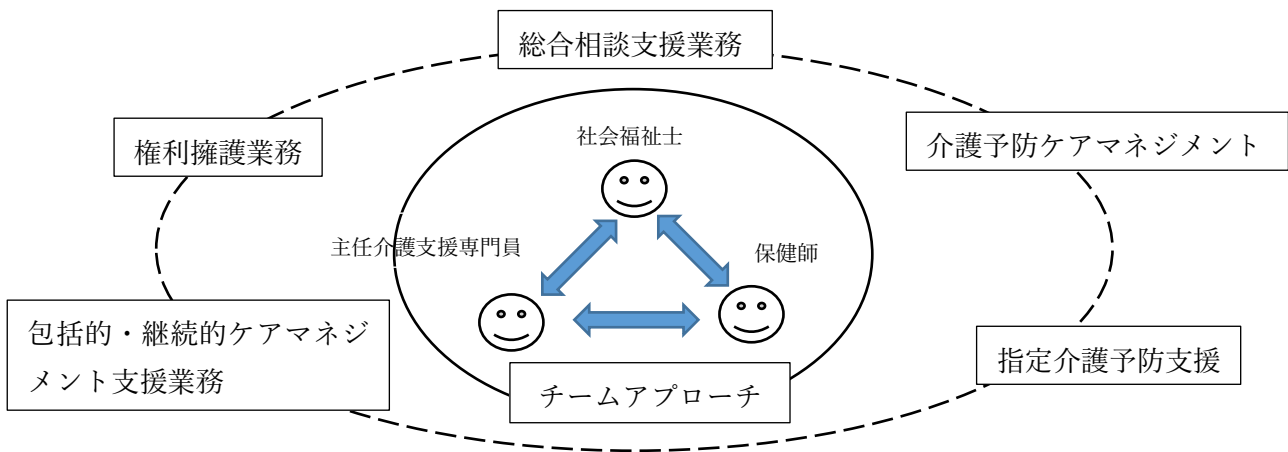 総合相談支援業務
権利擁護業務
介護予防ケアマネジメント
社会福祉士
主任介護支援専門員
保健師
包括的・継続的ケアマネジ
メント支援業務
指定介護予防支援
チームアプローチ